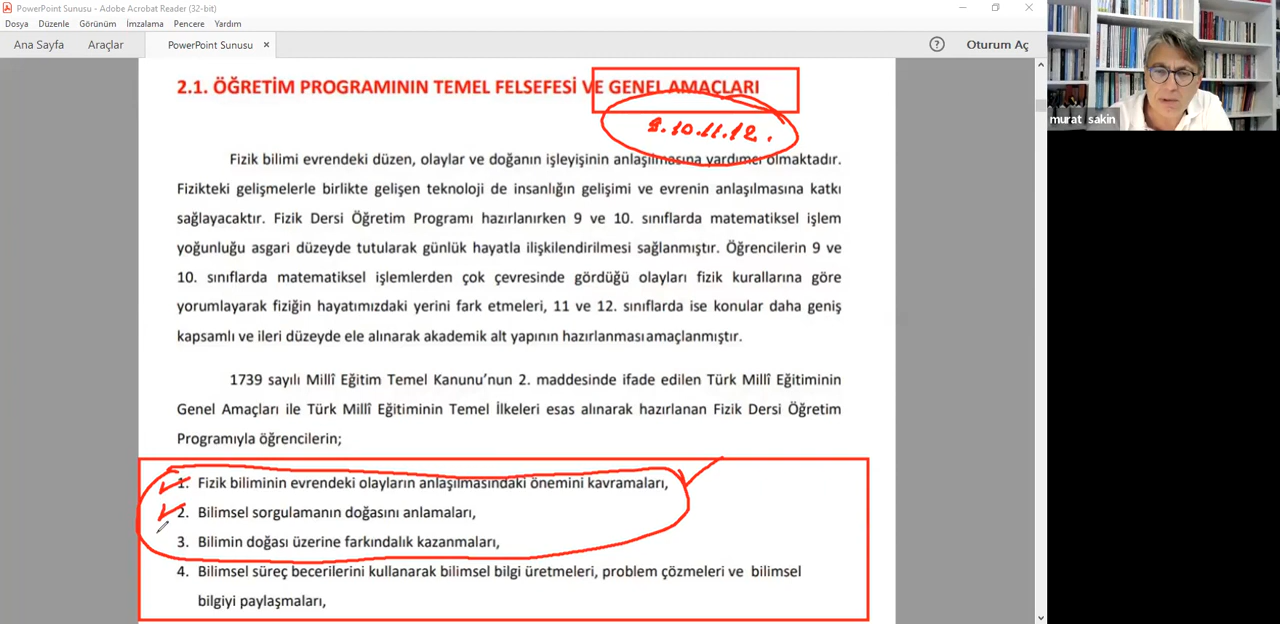 PowerPoint Sunusu - Adobe Acrobat Reader (32-bit)
Dosya Düzenle Görünüm İmzalama Pencere Yardım
Ana Sayfa Araçlar PowerPoint Sunusu × ? Oturum Aç
murat sakin
2.1. ÖĞRETİM PROGRAMININ TEMEL FELSEFESİ VE GENEL AMAÇLARI
10.11.12.
Fizik bilimi evrendeki düzen, olaylar ve doğanın işleyişinin anlaşılmasına yardımcı olmaktadır.
Fizikteki gelişmelerle birlikte gelişen teknoloji de insanlığın gelişimi ve evrenin anlaşılmasına katkı
sağlayacaktır. Fizik Dersi Öğretim Programı hazırlanırken 9 ve 10. sınıflarda matematiksel işlem
yoğunluğu asgari düzeyde tutularak günlük hayatla ilişkilendirilmesi sağlanmıştır. Öğrencilerin 9 ve
10. sınıflarda matematiksel işlemlerden çok çevresinde gördüğü olayları fizik kurallarına göre
yorumlayarak fiziğin hayatımızdaki yerini fark etmeleri, 11 ve 12. sınıflarda ise konular daha geniş
kapsamlı ve ileri düzeyde ele alınarak akademik alt yapının hazırlanması amaçlanmıştır.
1739 sayılı Millî Eğitim Temel Kanunu’nun 2. maddesinde ifade edilen Türk Millî Eğitiminin
Genel Amaçları ile Türk Millî Eğitiminin Temel İlkeleri esas alınarak hazırlanan Fizik Dersi Öğretim
Programıyla öğrencilerin;
1. Fizik biliminin evrendeki olayların anlaşılmasındaki önemini kavramaları,
2. Bilimsel sorgulamanın doğasını anlamaları,
3. Bilimin doğası üzerine farkındalık kazanmaları,
4. Bilimsel süreç becerilerini kullanarak bilimsel bilgi üretmeleri, problem çözmeleri ve bilimsel
bilgiyi paylaşmaları,